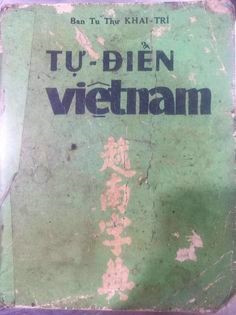 Ban Tu Thư KHAI-TRÍ
TỰ-ĐIỂN
việtnam
越南字典